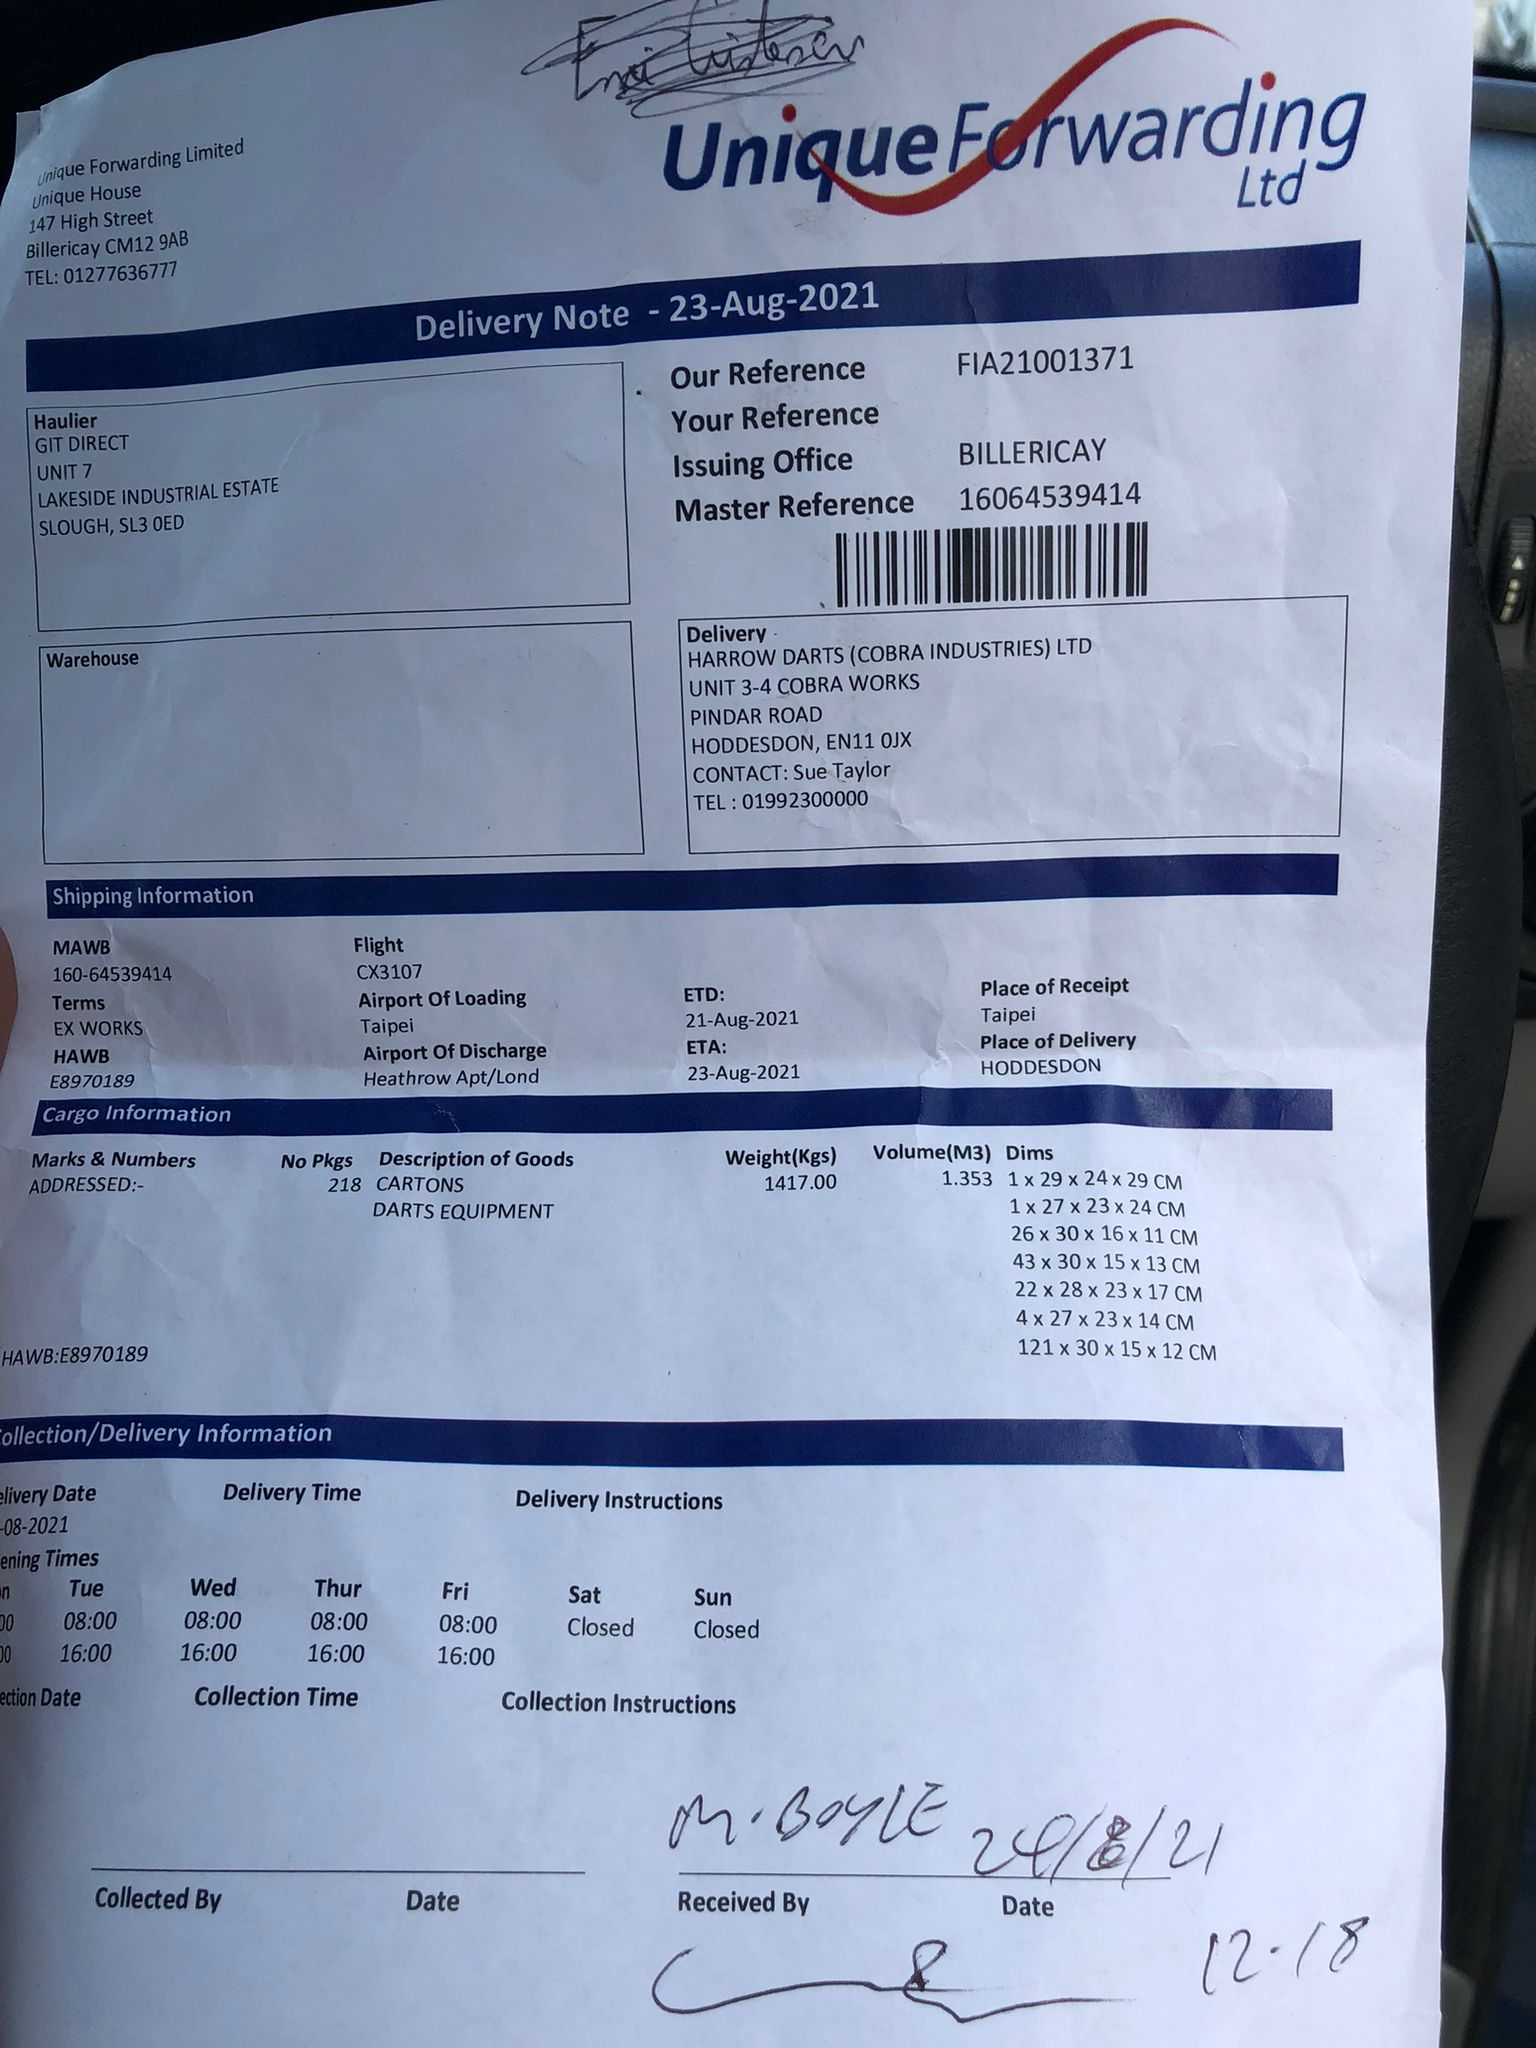 Unique Forwarding Ltd
Unique Forwarding Limited
Unique House
147 High Street
Billericay CM12 9AB
TEL: 01277636777
Delivery Note - 23-Aug-2021
Haulier
GIT DIRECT
UNIT 7
LAKESIDE INDUSTRIAL ESTATE
SLOUGH, SL3 0ED
Our Reference FIA21001371
Your Reference
Issuing Office BILLERICAY
Master Reference 16064539414
Warehouse
Delivery
HARROW DARTS (COBRA INDUSTRIES) LTD
UNIT 3-4 COBRA WORKS
PINDAR ROAD
HODDESDON, EN11 0JX
CONTACT: Sue Taylor
TEL : 01992300000
Shipping Information
MAWB Flight
160-64539414 CX3107
Terms Airport Of Loading ETD: Place of Receipt
EX WORKS Taipei 21-Aug-2021 Taipei
HAWB Airport Of Discharge ETA: Place of Delivery
E8970189 Heathrow Apt/Lond 23-Aug-2021 HODDESDON
Cargo Information
Marks & Numbers No Pkgs Description of Goods Weight(Kgs) Volume(M3) Dims
ADDRESSED:- 218 CARTONS 1417.00 1.353 1 x 29 x 24 x 29 CM
DARTS EQUIPMENT 1 x 27 x 23 x 24 CM
26 x 30 x 16 x 11 CM
43 x 30 x 15 x 13 CM
22 x 28 x 23 x 17 CM
4 x 27 x 23 x 14 CM
HAWB:E8970189 121 x 30 x 15 x 12 CM
ollection/Delivery Information
elivery Date Delivery Time Delivery Instructions
-08-2021
ening Times
n Tue Wed Thur Fri Sat Sun
00 08:00 08:00 08:00 08:00 Closed Closed
00 16:00 16:00 16:00 16:00
ection Date Collection Time Collection Instructions
M. BOYLE 24/8/21
Collected By Date Received By Date
12.18